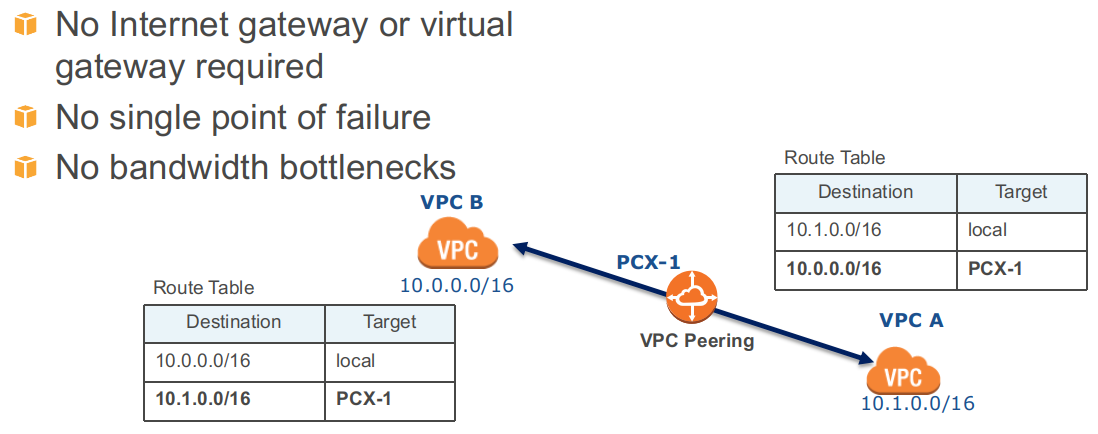 No Internet gateway or virtual
gateway required
No single point of failure
No bandwidth bottlenecks
Route Table
Destination Target
10.1.0.0/16 local
10.0.0.0/16 PCX-1
VPC B
VPC
10.0.0.0/16
PCX-1
VPC Peering
Route Table
Destination Target
10.0.0.0/16 local
10.1.0.0/16 PCX-1
VPC A
VPC
10.1.0.0/16